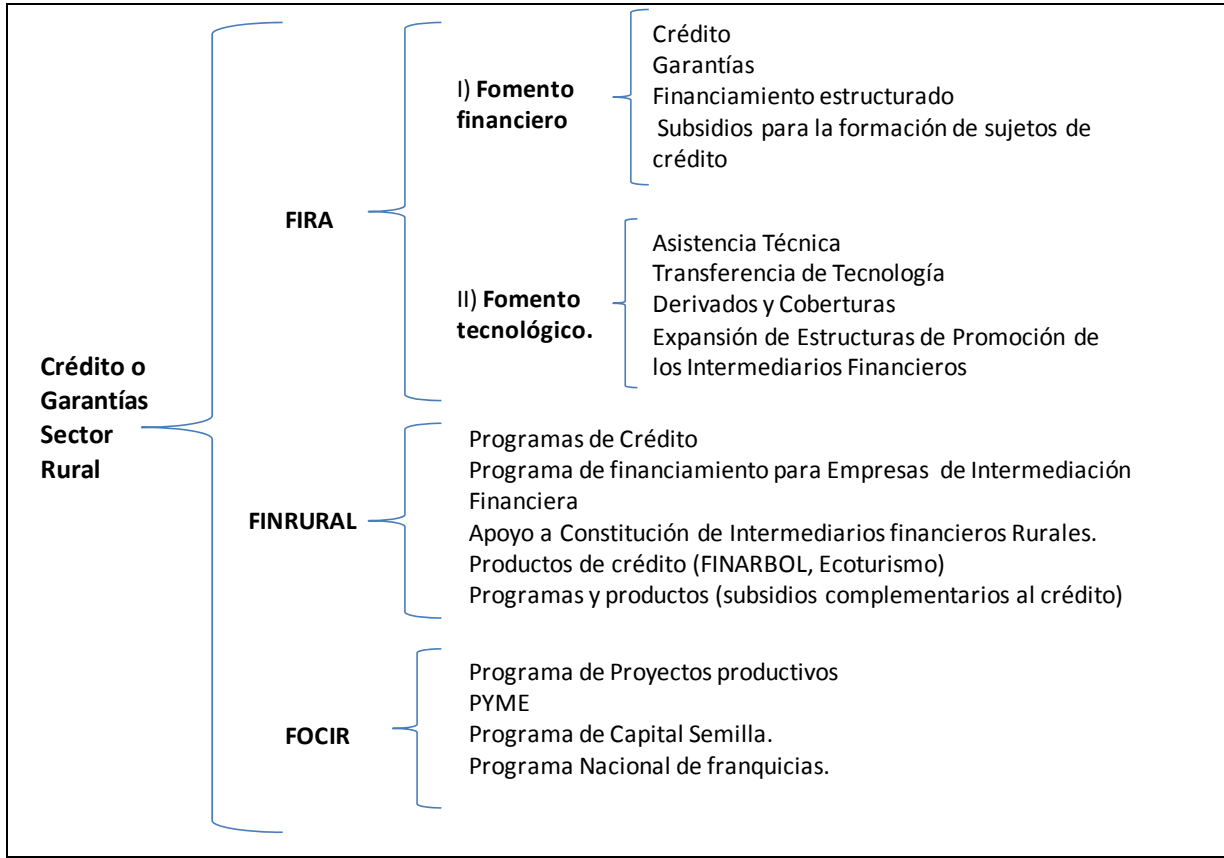 Crédito o
Garantías
Sector
Rural
FIRA
I) Fomento
financiero
Crédito
Garantías
Financiamiento estructurado
Subsidios para la formación de sujetos de
crédito
II) Fomento
tecnológico.
Asistencia Técnica
Transferencia de Tecnología
Derivados y Coberturas
Expansión de Estructuras de Promoción de
los Intermediarios Financieros
FINRURAL
Programas de Crédito
Programa de financiamiento para Empresas de Intermediación
Financiera
Apoyo a Constitución de Intermediarios financieros Rurales.
Productos de crédito (FINARBOL, Ecoturismo)
Programas y productos (subsidios complementarios al crédito)
FOCIR
Programa de Proyectos productivos
PYME
Programa de Capital Semilla.
Programa Nacional de franquicias.